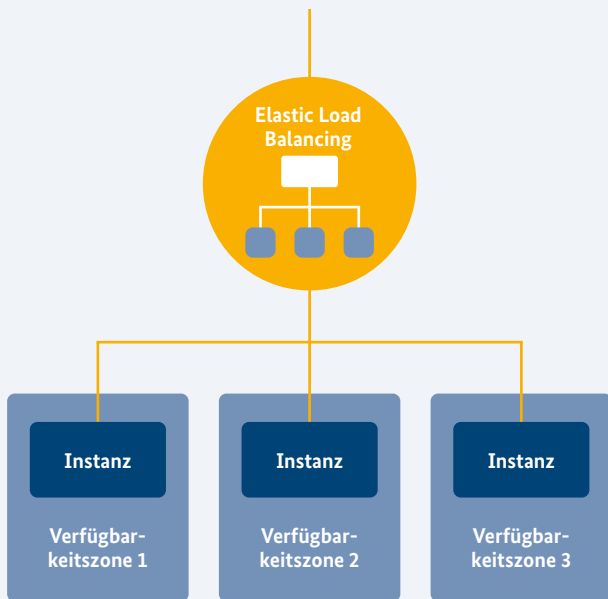 Elastic Load
Balancing
Instanz
Instanz
Instanz
Verfügbar-
keitszone 1
Verfügbar-
keitszone 2
Verfügbar-
keitszone 3